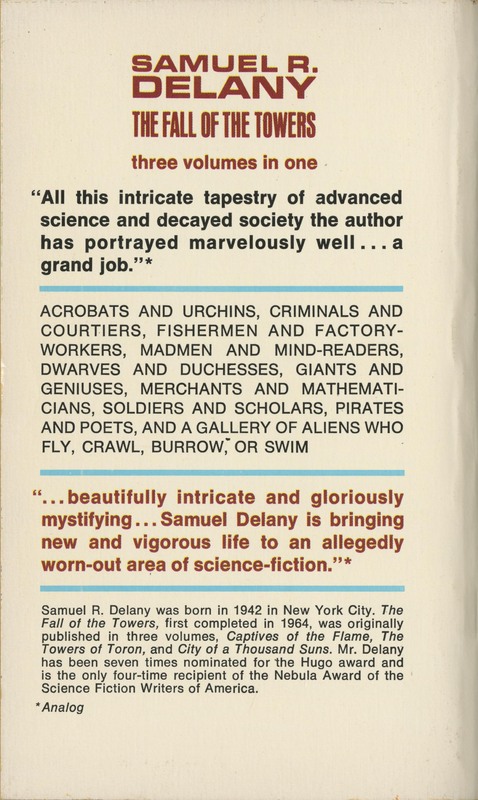 SAMUEL R.
DELANY
THE FALL OF THE TOWERS
three volumes in one
“All this intricate tapestry of advanced
science and decayed society the author
has portrayed marvelously well...a
grand job.”*
ACROBATS AND URCHINS, CRIMINALS AND
COURTIERS, FISHERMEN AND FACTORY-
WORKERS, MADMEN AND MIND-READERS,
DWARVES AND DUCHESSES, GIANTS AND
GENIUSES, MERCHANTS AND MATHEMATI-
CIANS, SOLDIERS AND SCHOLARS, PIRATES
AND POETS, AND A GALLERY OF ALIENS WHO
FLY, CRAWL, BURROW, OR SWIM
“...beautifully intricate and gloriously
mystifying...Samuel Delany is bringing
new and vigorous life to an allegedly
worn-out area of science-fiction.”*
Samuel R. Delany was born in 1942 in New York City. The
Fall of the Towers, first completed in 1964, was originally
published in three volumes, Captives of the Flame, The
Towers of Toron, and City of a Thousand Suns. Mr. Delany
has been seven times nominated for the Hugo award and
is the only four-time recipient of the Nebula Award of the
Science Fiction Writers of America.
*Analog